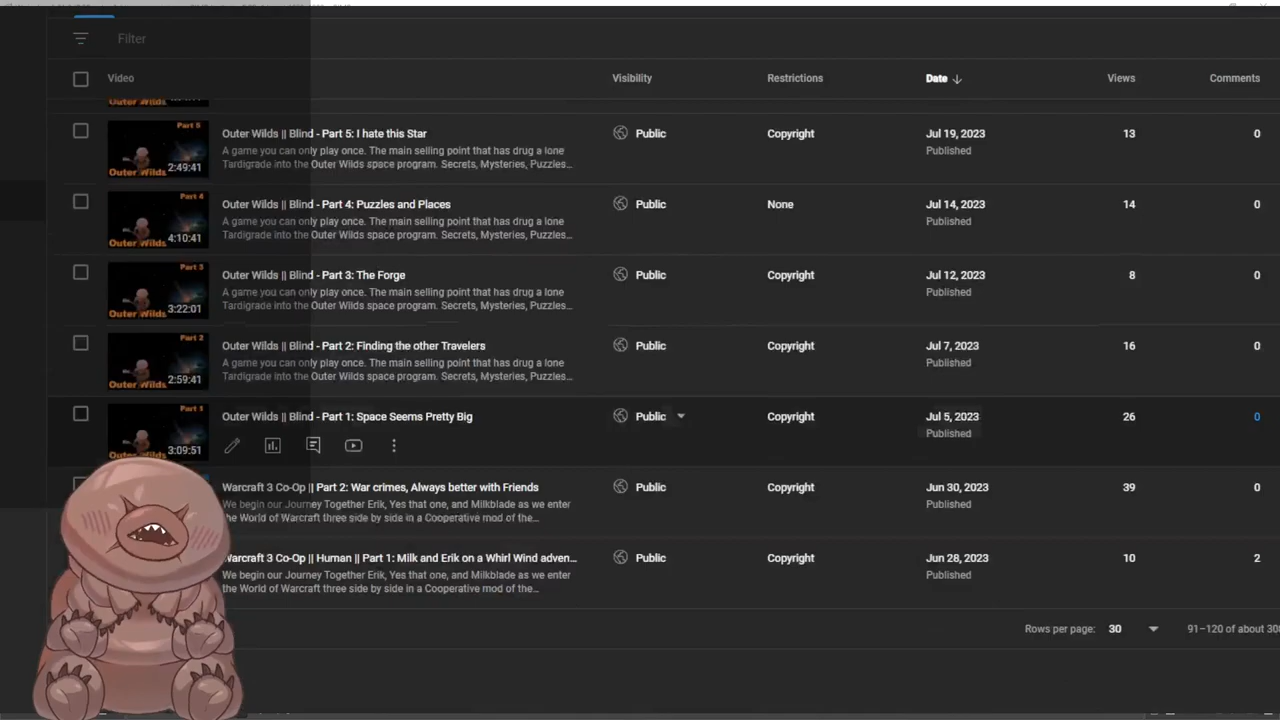 Filter
Video Visibility Restrictions Date Views Comments
Outer Wilds
Part 5
Outer Wilds
2:49:41
Outer Wilds || Blind - Part 5: I hate this Star
A game you can only play once. The main selling point that has drug a lone
Tardigrade into the Outer Wilds space program. Secrets, Mysteries, Puzzles...
Public Copyright Jul 19, 2023 13 0
Published
Part 4
Outer Wilds
4:10:41
Outer Wilds || Blind - Part 4: Puzzles and Places
A game you can only play once. The main selling point that has drug a lone
Tardigrade into the Outer Wilds space program. Secrets, Mysteries, Puzzles...
Public None Jul 14, 2023 14 0
Published
Part 3
Outer Wilds
3:22:01
Outer Wilds || Blind - Part 3: The Forge
A game you can only play once. The main selling point that has drug a lone
Tardigrade into the Outer Wilds space program. Secrets, Mysteries, Puzzles...
Public Copyright Jul 12, 2023 8 0
Published
Part 2
Outer Wilds
2:59:41
Outer Wilds || Blind - Part 2: Finding the other Travelers
A game you can only play once. The main selling point that has drug a lone
Tardigrade into the Outer Wilds space program. Secrets, Mysteries, Puzzles...
Public Copyright Jul 7, 2023 16 0
Published
Part 1
3:09:51
Outer Wilds || Blind - Part 1: Space Seems Pretty Big
Public Copyright Jul 5, 2023 26 0
Published
Warcraft 3 Co-Op || Part 2: War crimes, Always better with Friends
We begin our Journey Together Erik, Yes that one, and Milkblade as we enter
the World of Warcraft three side by side in a Cooperative mod of the...
Public Copyright Jun 30, 2023 39 0
Published
Warcraft 3 Co-Op || Human || Part 1: Milk and Erik on a Whirl Wind adven...
We begin our Journey Together Erik, Yes that one, and Milkblade as we enter
the World of Warcraft three side by side in a Cooperative mod of the...
Public Copyright Jun 28, 2023 10 2
Published
Rows per page: 30 91–120 of about